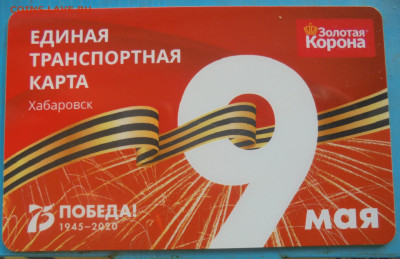 ЕДИНАЯ
ТРАНСПОРТНАЯ
КАРТА
Хабаровск
Золотая
Корона
9
мая
75 ПОБЕДА!
1945–2020